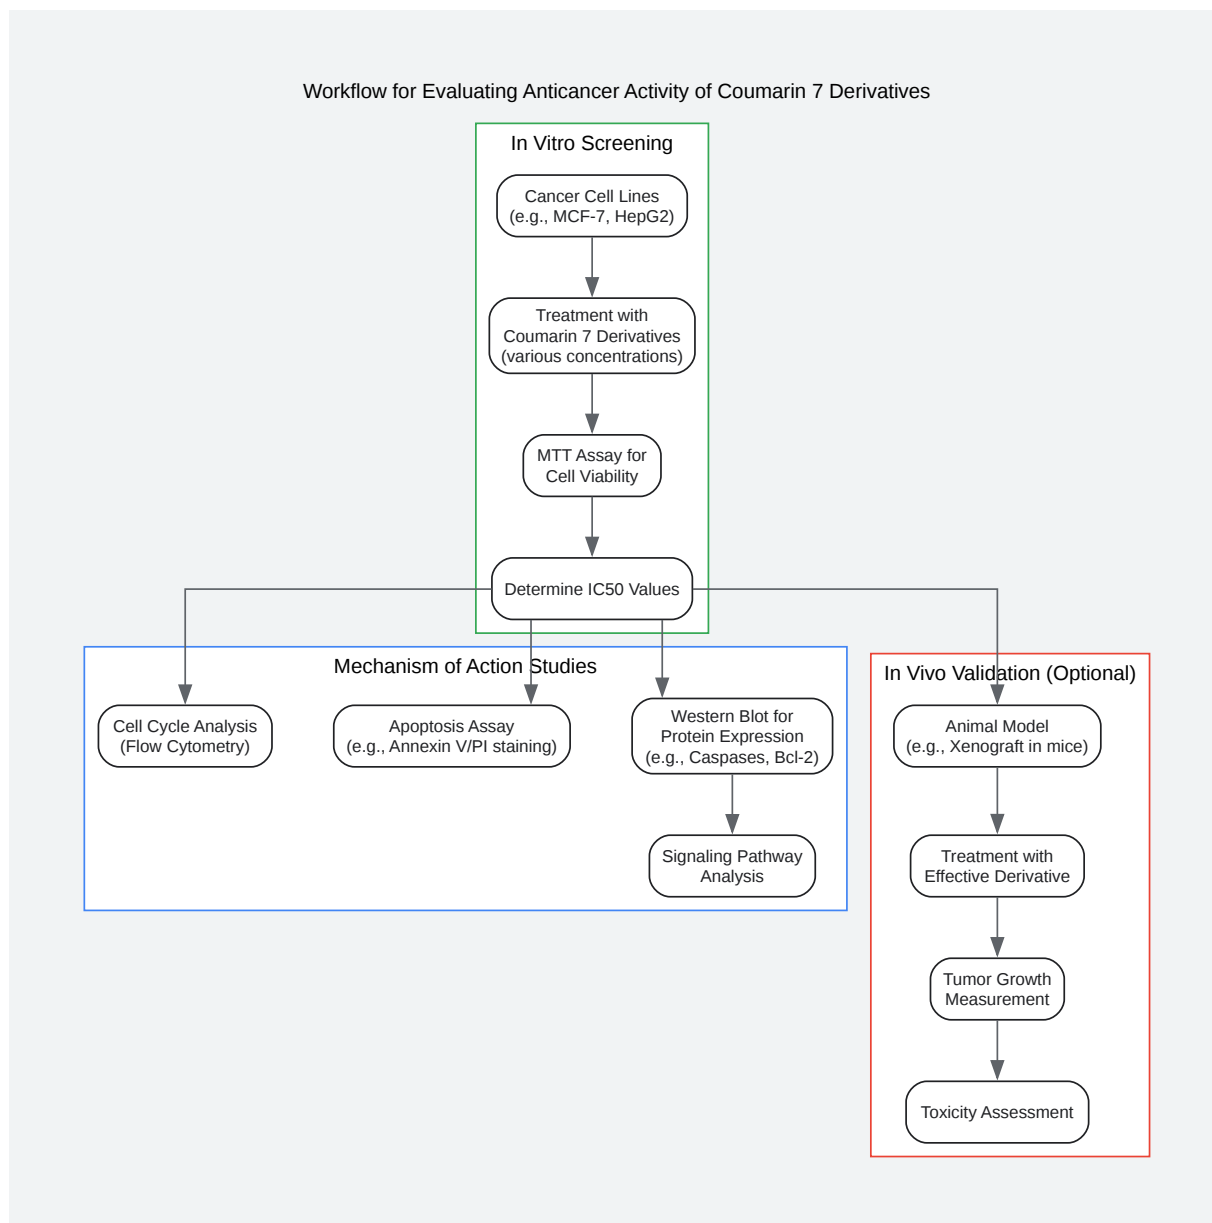 Workflow for Evaluating Anticancer Activity of Coumarin 7 Derivatives
In Vitro Screening
Cancer Cell Lines
(e.g., MCF-7, HepG2)
Treatment with
Coumarin 7 Derivatives
(various concentrations)
MTT Assay for
Cell Viability
Determine IC50 Values
Mechanism of Action Studies
Cell Cycle Analysis
(Flow Cytometry)
Apoptosis Assay
(e.g., Annexin V/PI staining)
Western Blot for
Protein Expression
(e.g., Caspases, Bcl-2)
Signaling Pathway
Analysis
In Vivo Validation (Optional)
Animal Model
(e.g., Xenograft in mice)
Treatment with
Effective Derivative
Tumor Growth
Measurement
Toxicity Assessment